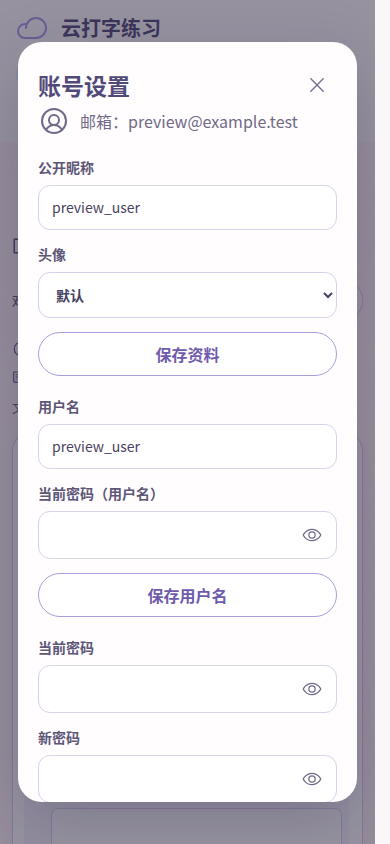 云打字练习
账号设置
邮箱：preview@example.test
公开昵称
preview_user
头像
默认
保存资料
用户名
preview_user
当前密码（用户名）
保存用户名
当前密码
新密码